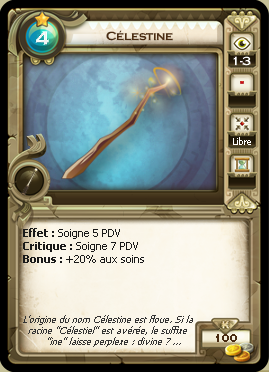 CÉLESTINE
4
1-3
Libre
Effet : Soigne 5 PDV
Critique : Soigne 7 PDV
Bonus : +20% aux soins
L'origine du nom Célestine est floue. Si la
racine "Célestiel" est avérée, le suffixe
"ine" laisse perplexe : divine ? ...
K
100